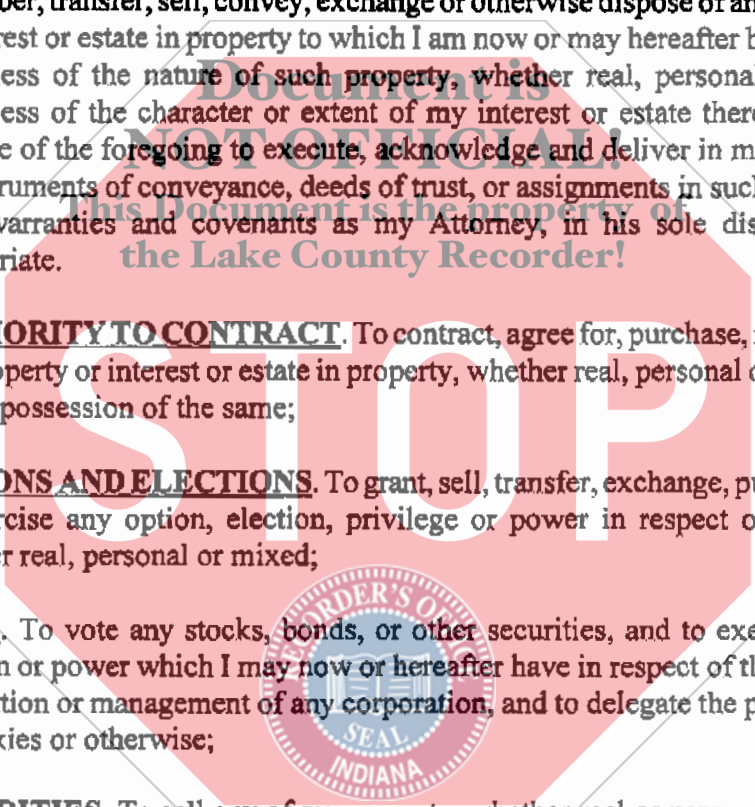 ber, transfer, sell, convey, exchange or otherwise dispose of an
rest or estate in property to which I am now or may hereafter b
ess of the nature of such property, whether real, personal
ess of the character or extent of my interest or estate there
e of the foregoing to execute, acknowledge and deliver in m
ruments of conveyance, deeds of trust, or assignments in such
warranties and covenants as my Attorney, in his sole dis
riate.
Document is
NOT OFFICIAL!
This Document is the property of
the Lake County Recorder!
IORITY TO CONTRACT. To contract, agree for, purchase,
operty or interest or estate in property, whether real, personal o
possession of the same;
STOP
ONS AND ELECTIONS. To grant, sell, transfer, exchange, pu
rcise any option, election, privilege or power in respect o
r real, personal or mixed;
. To vote any stocks, bonds, or other securities, and to exe
n or power which I may now or hereafter have in respect of th
tion or management of any corporation, and to delegate the p
kies or otherwise;
RECORDER'S OFFICE
SEAL
INDIANA